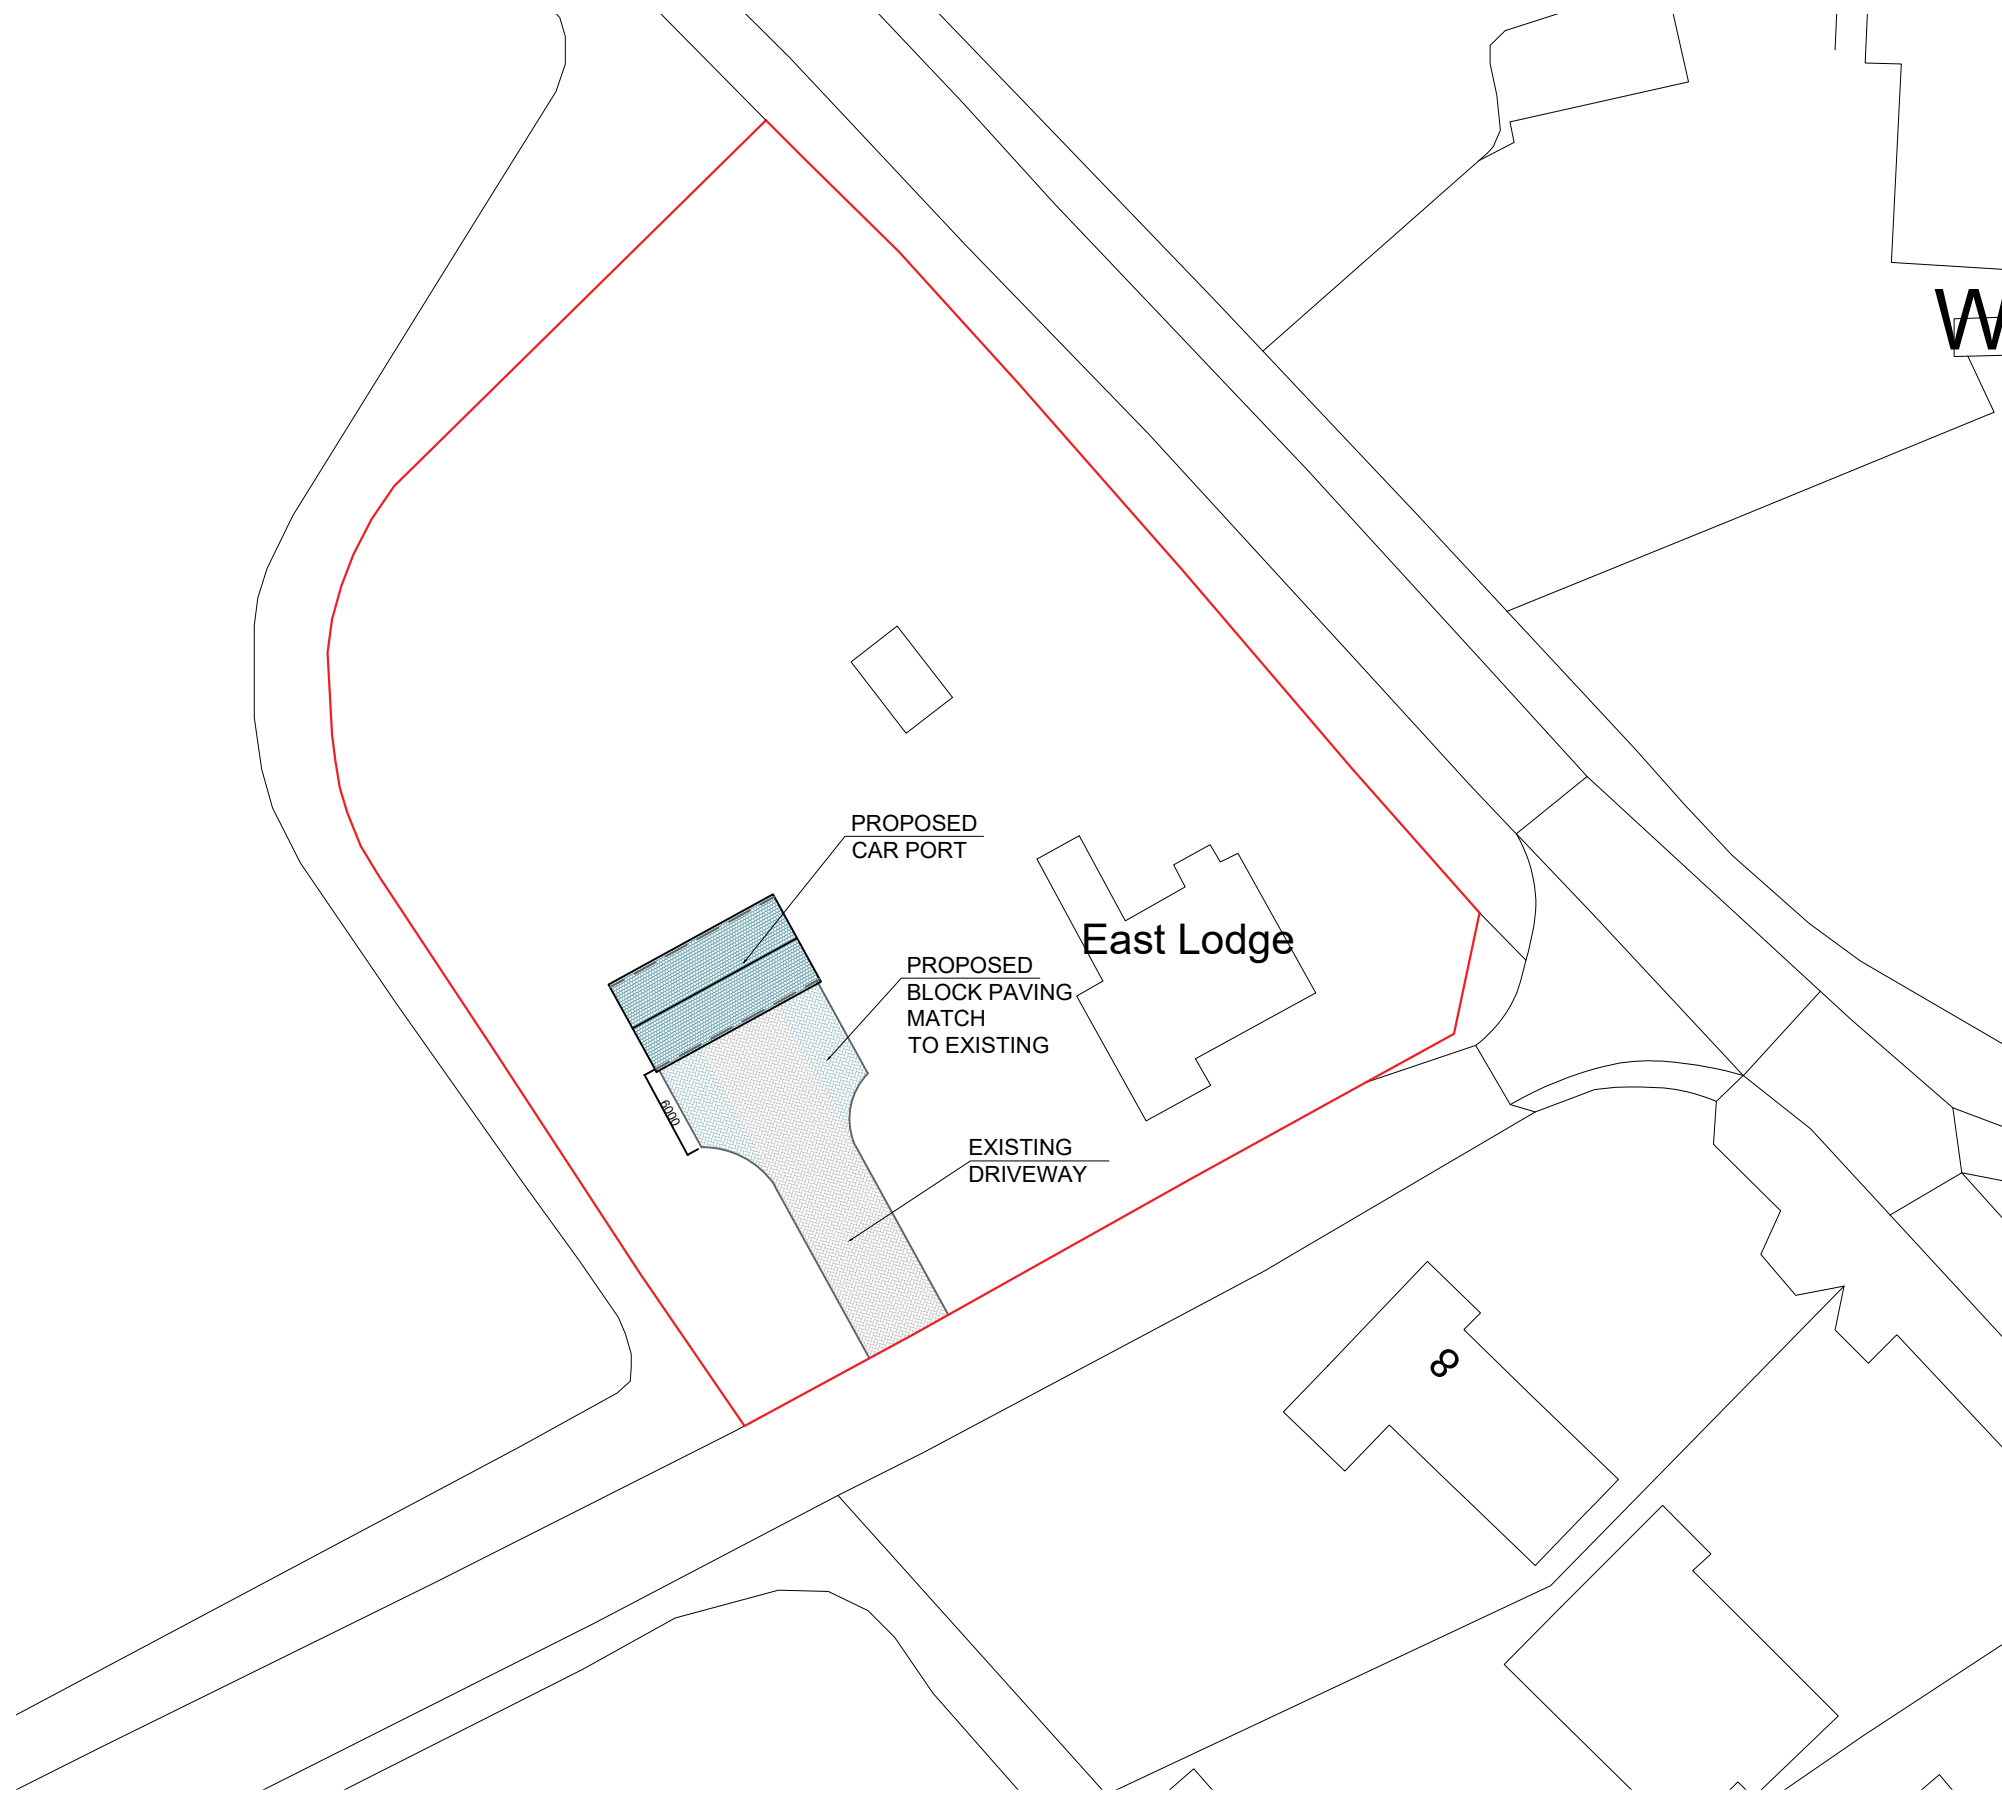 W
PROPOSED
CAR PORT
East Lodge
PROPOSED
BLOCK PAVING
MATCH
TO EXISTING
6000
EXISTING
DRIVEWAY
8